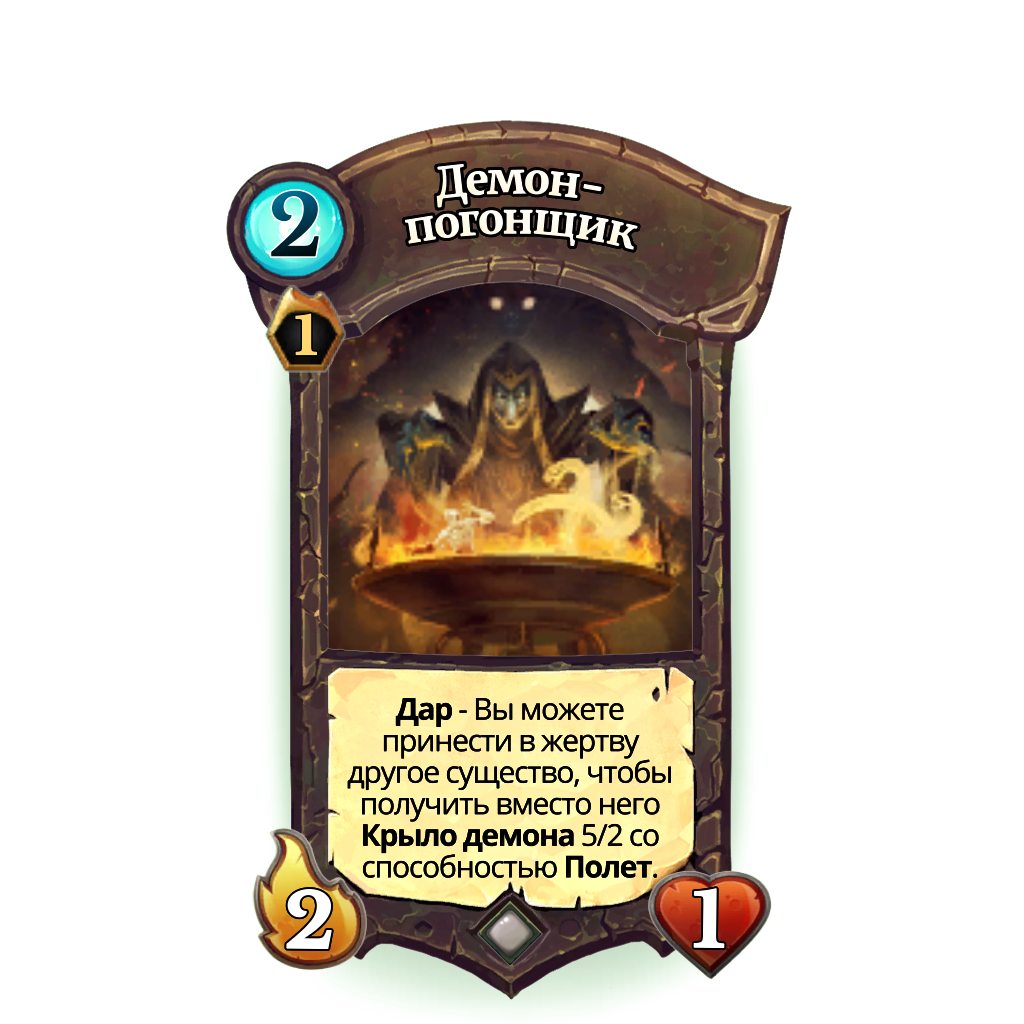 2
Демон-
погонщик
1
Дар - Вы можете
принести в жертву
другое существо, чтобы
получить вместо него
Крыло демона 5/2 со
способностью Полет.
2
1